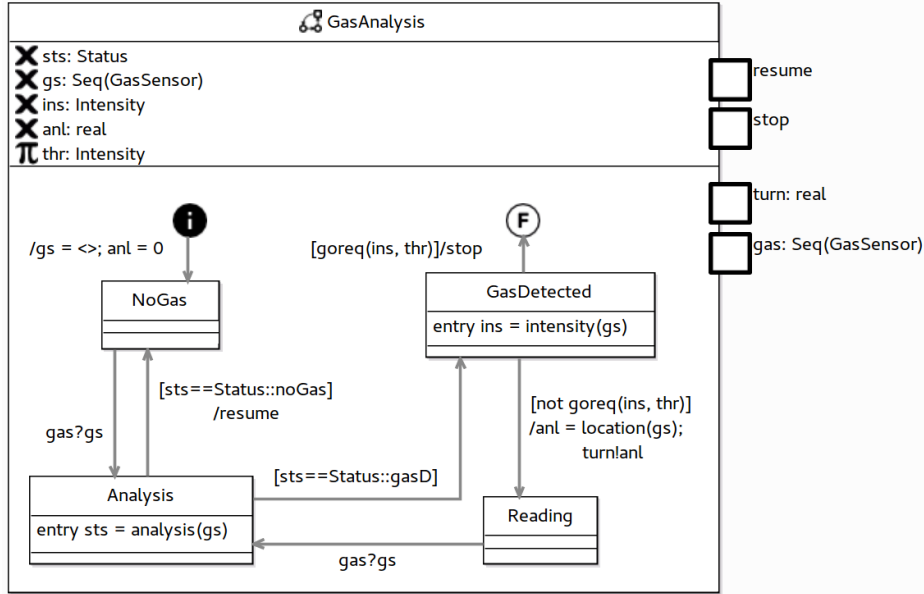 GasAnalysis
sts: Status
gs: Seq(GasSensor)
ins: Intensity
anl: real
π thr: Intensity
resume
stop
turn: real
gas: Seq(GasSensor)
i
F
/gs = <>; anl = 0
[goreq(ins, thr)]/stop
NoGas
GasDetected
entry ins = intensity(gs)
[sts==Status::noGas]
/resume
[not goreq(ins, thr)]
/anl = location(gs);
turn!anl
gas?gs
[sts==Status::gasD]
Analysis
entry sts = analysis(gs)
Reading
gas?gs